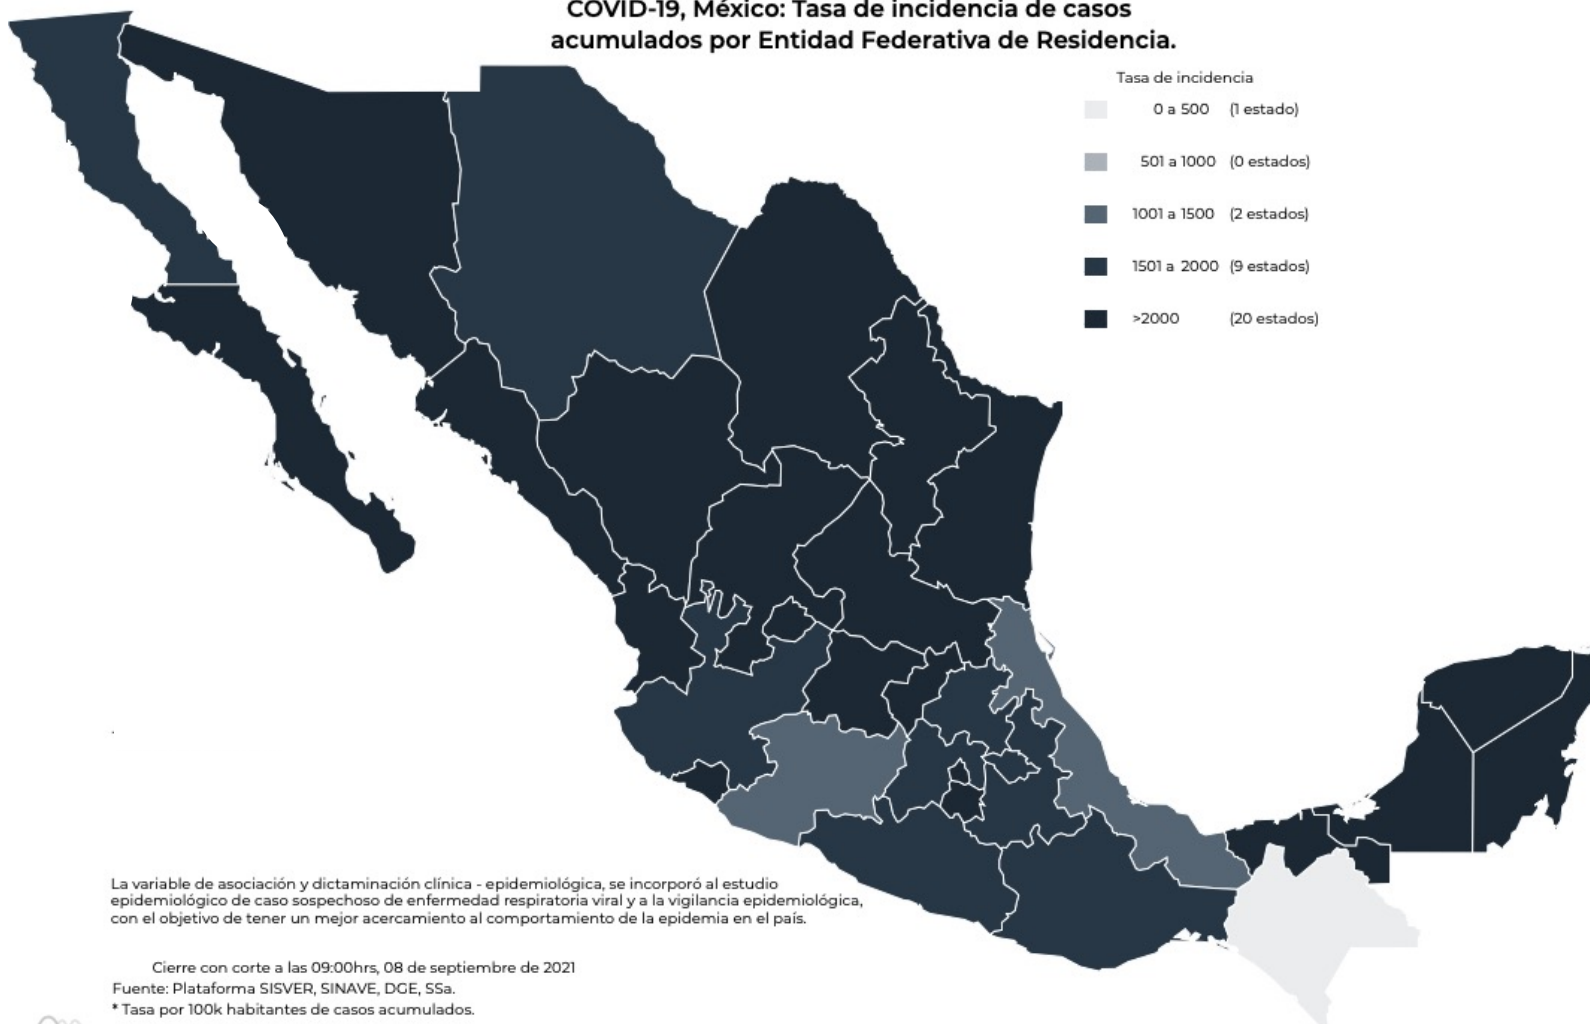 COVID-19, México: Tasa de incidencia de casos
acumulados por Entidad Federativa de Residencia.
Tasa de incidencia
0 a 500 (1 estado)
501 a 1000 (0 estados)
1001 a 1500 (2 estados)
1501 a 2000 (9 estados)
>2000 (20 estados)
La variable de asociación y dictaminación clínica - epidemiológica, se incorporó al estudio
epidemiológico de caso sospechoso de enfermedad respiratoria viral y a la vigilancia epidemiológica,
con el objetivo de tener un mejor acercamiento al comportamiento de la epidemia en el país.
Cierre con corte a las 09:00hrs, 08 de septiembre de 2021
Fuente: Plataforma SISVER, SINAVE, DGE, SSa.
* Tasa por 100k habitantes de casos acumulados.